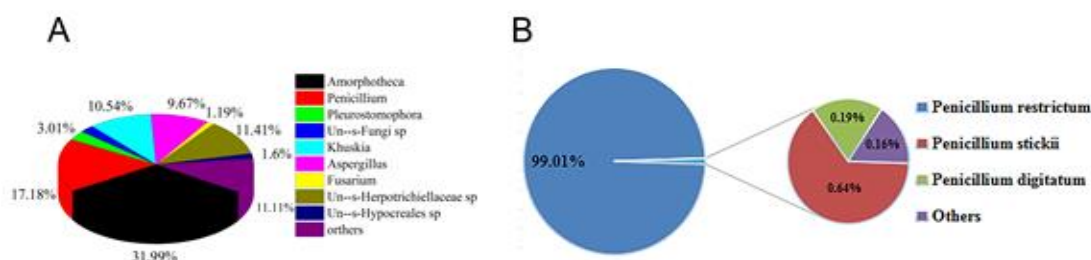 A
10.54%
9.67%
1.19%
3.01%
11.41%
1.6%
17.18%
11.11%
31.99%
Amorphotheca
Penicillium
Pleurostomophora
Un--s-Fungi sp
Khuskia
Aspergillus
Fusarium
Un--s-Herpotrichiellaceae sp
Un--s-Hypocreales sp
orthers
B
99.01%
0.19%
0.16%
0.64%
Penicillium restrictum
Penicillium stickii
Penicillium digitatum
Others